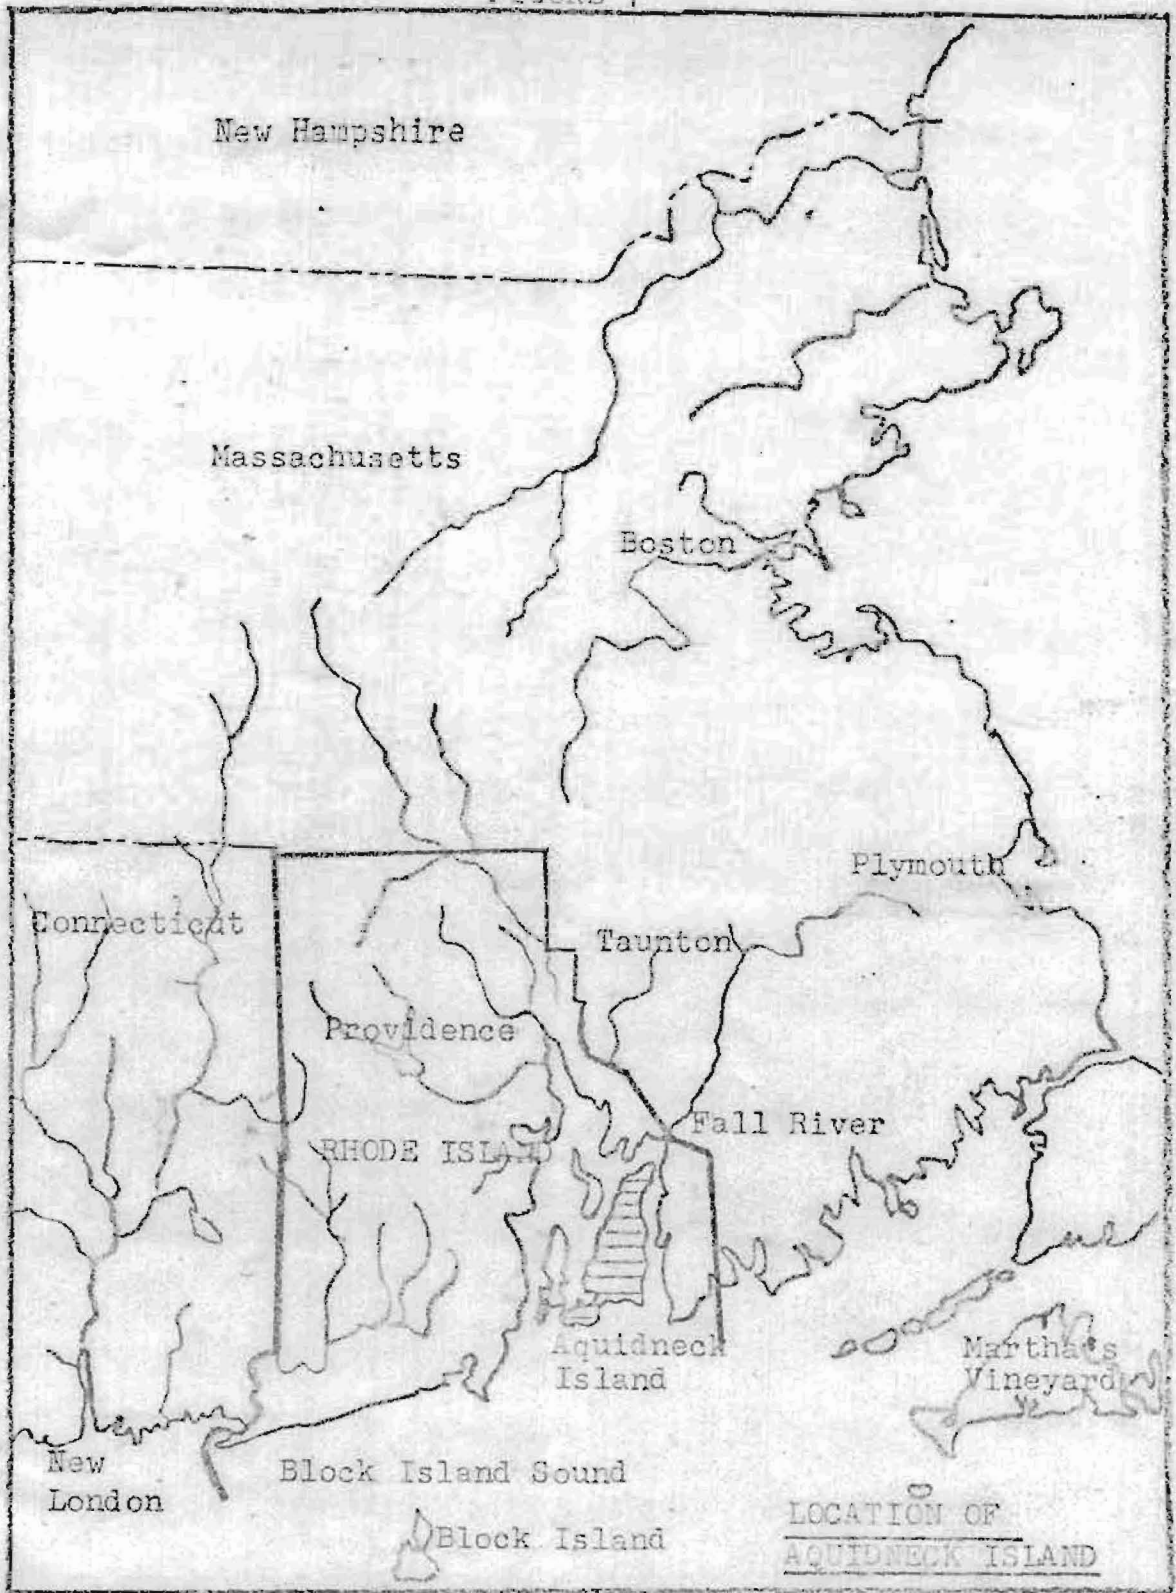 New Hampshire
Massachusetts
Boston
Plymouth
Connecticut
Taunton
Providence
Fall River
RHODE ISLAND
Aquidneck
Island
Martha's
Vineyard
New
London
Block Island Sound
Block Island
LOCATION OF
AQUIDNECK ISLAND